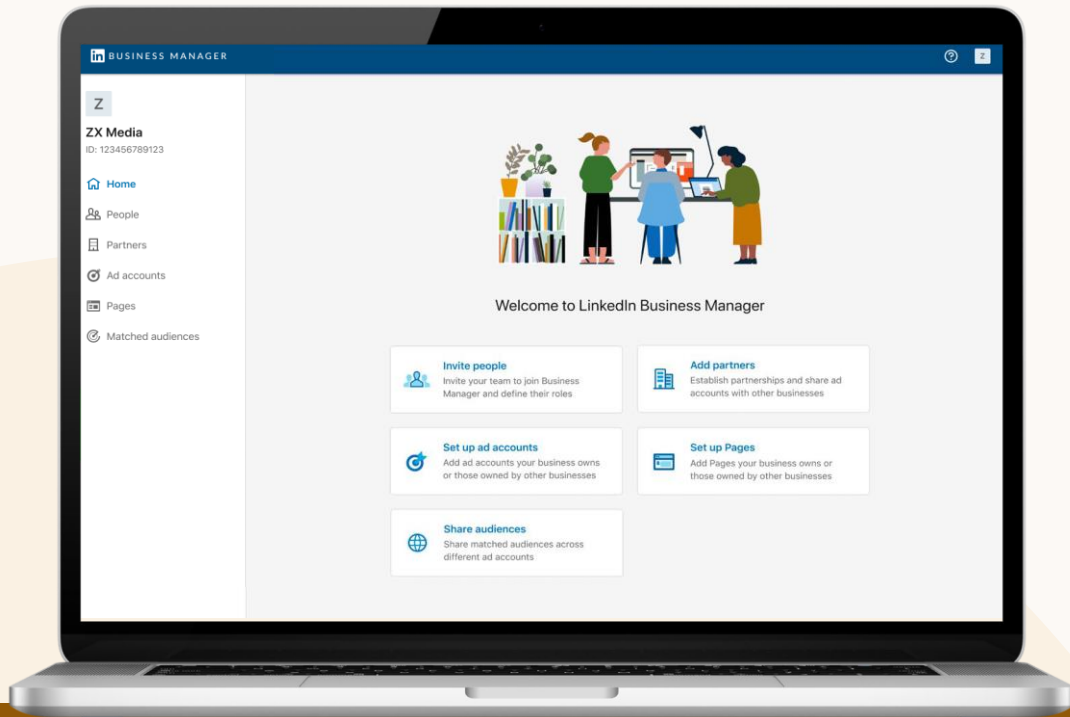 in BUSINESS MANAGER
Z
Z
ZX Media
ID: 123456789123
Home
People
Partners
Ad accounts
Pages
Matched audiences
Welcome to LinkedIn Business Manager
Invite people
Invite your team to join Business
Manager and define their roles
Add partners
Establish partnerships and share ad
accounts with other businesses
Set up ad accounts
Add ad accounts your business owns
or those owned by other businesses
Set up Pages
Add Pages your business owns or
those owned by other businesses
Share audiences
Share matched audiences across
different ad accounts